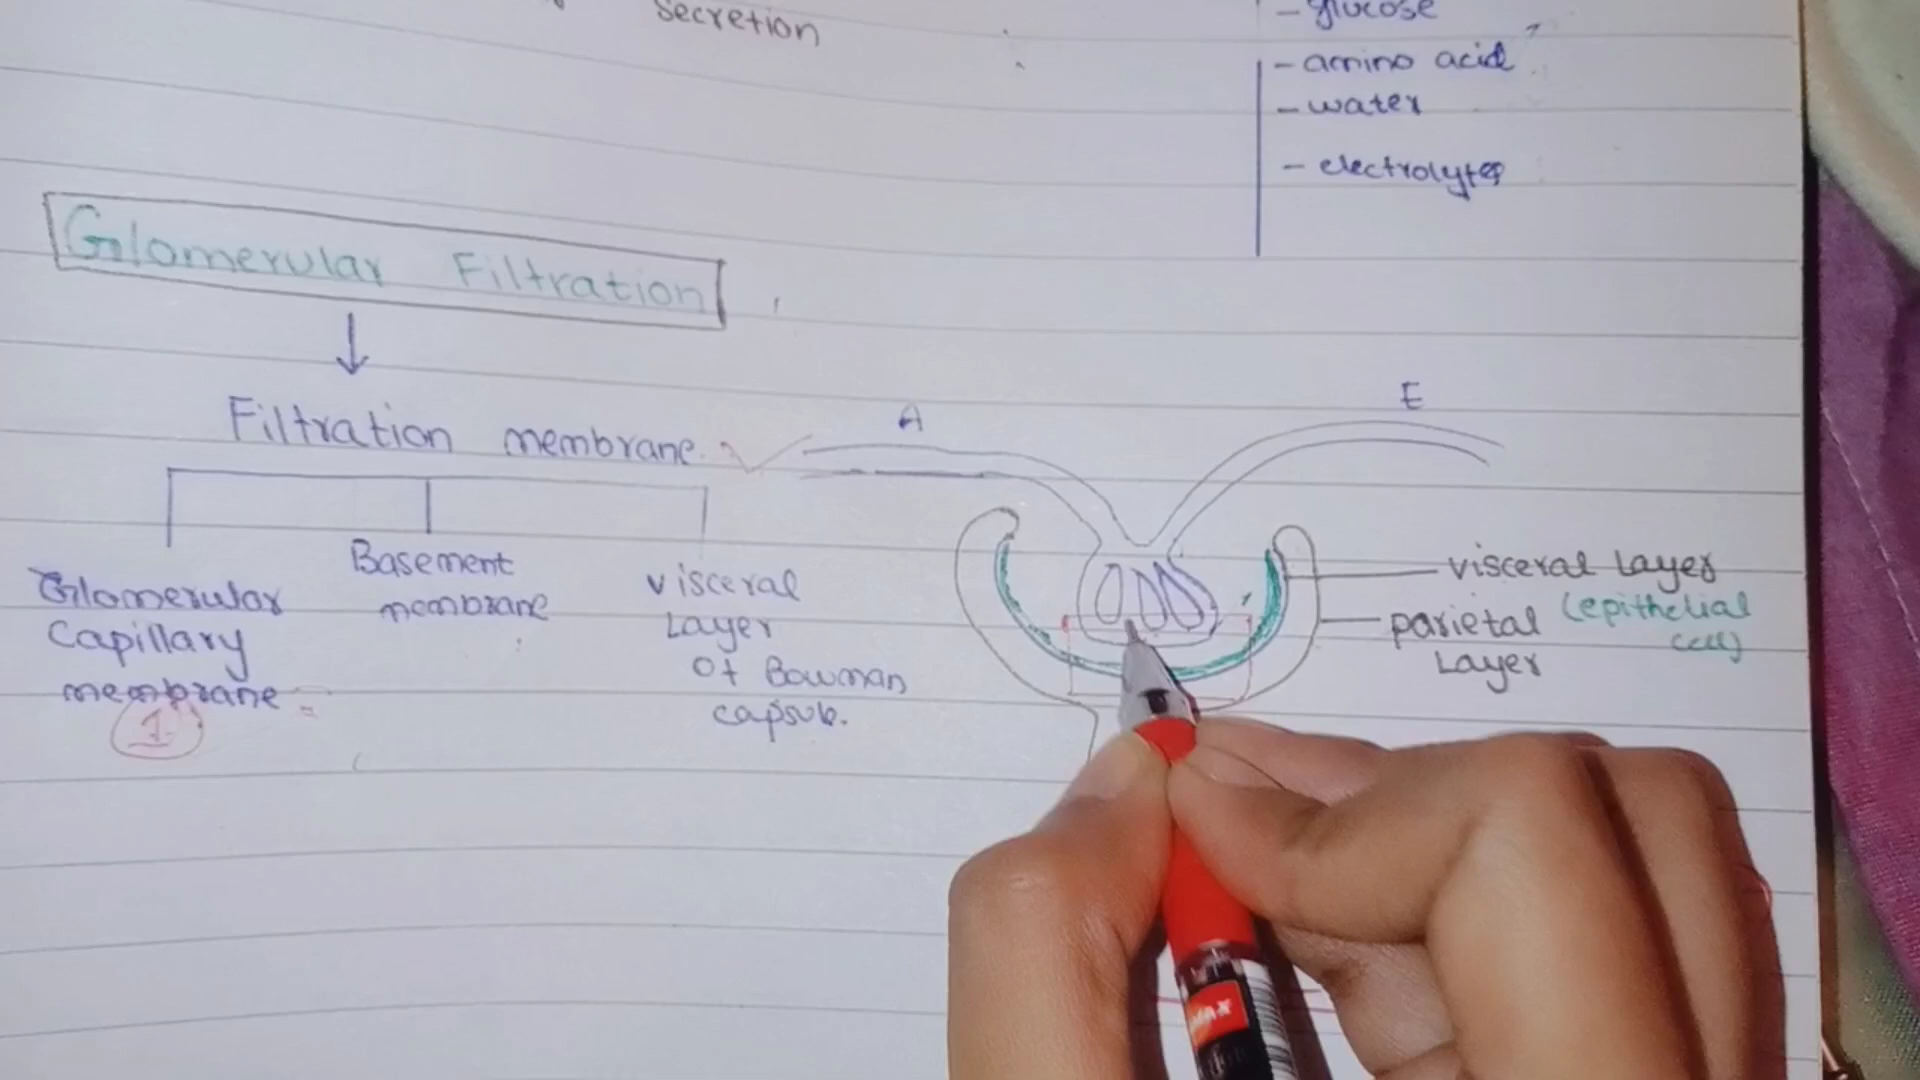 secretion
- glucose
- amino acid
- water
- electrolytes
Glomerular Filtration
Filtration membrane
A
E
Glomerular
Capillary
membrane
1
Basement
membrane
visceral
Layer
Of Bowman
capsule.
visceral Layer
(epithelial
cell)
parietal
Layer